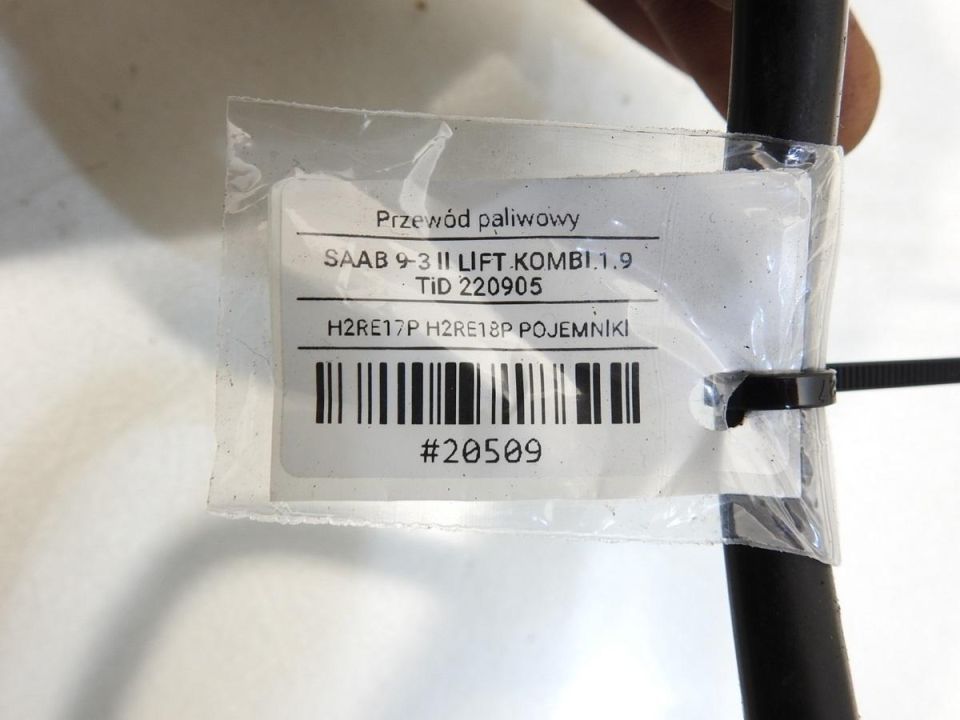 Przewód paliwowy
SAAB 9-3 II LIFT KOMBI 1.9
TiD 220905
H2RE17P H2RE18P POJEMNIKI
#20509